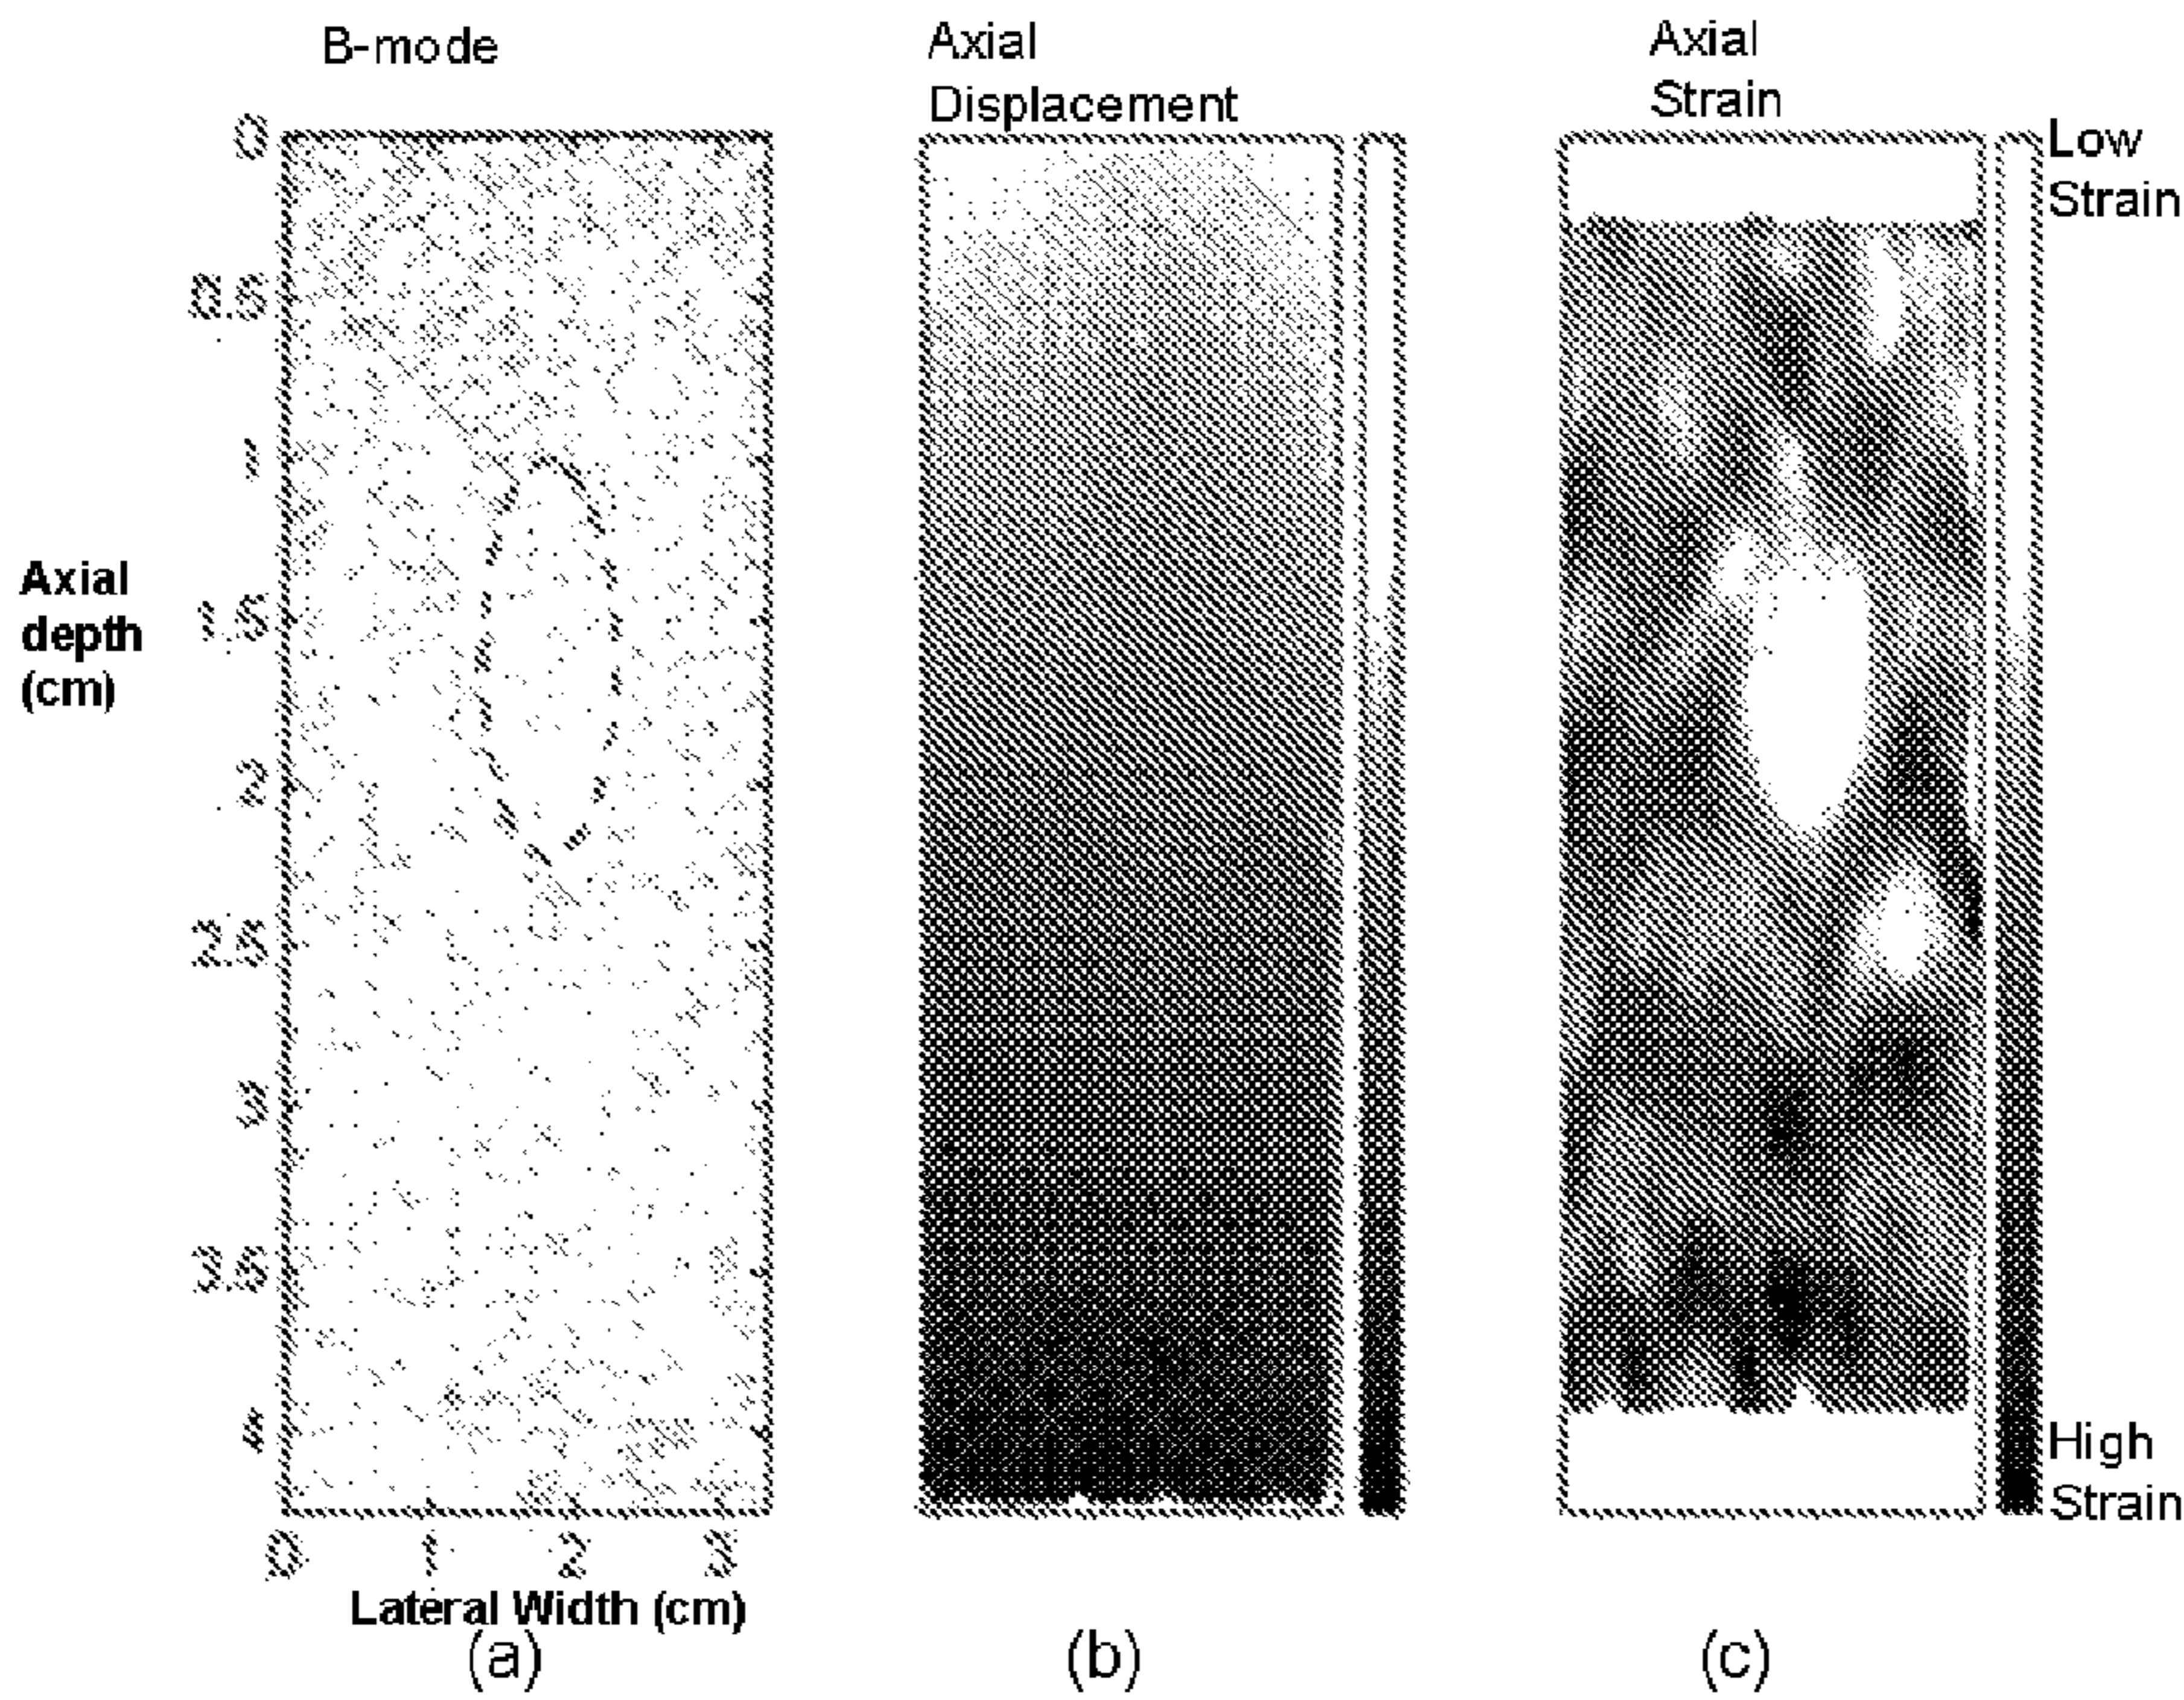 B-mode
Axial
Displacement
Axial
Strain
Low
Strain
0
0.5
1
1.5
2
2.5
3
3.5
4
Axial
depth
(cm)
High
Strain
0 1 2 3
Lateral Width (cm)
(a) (b) (c)